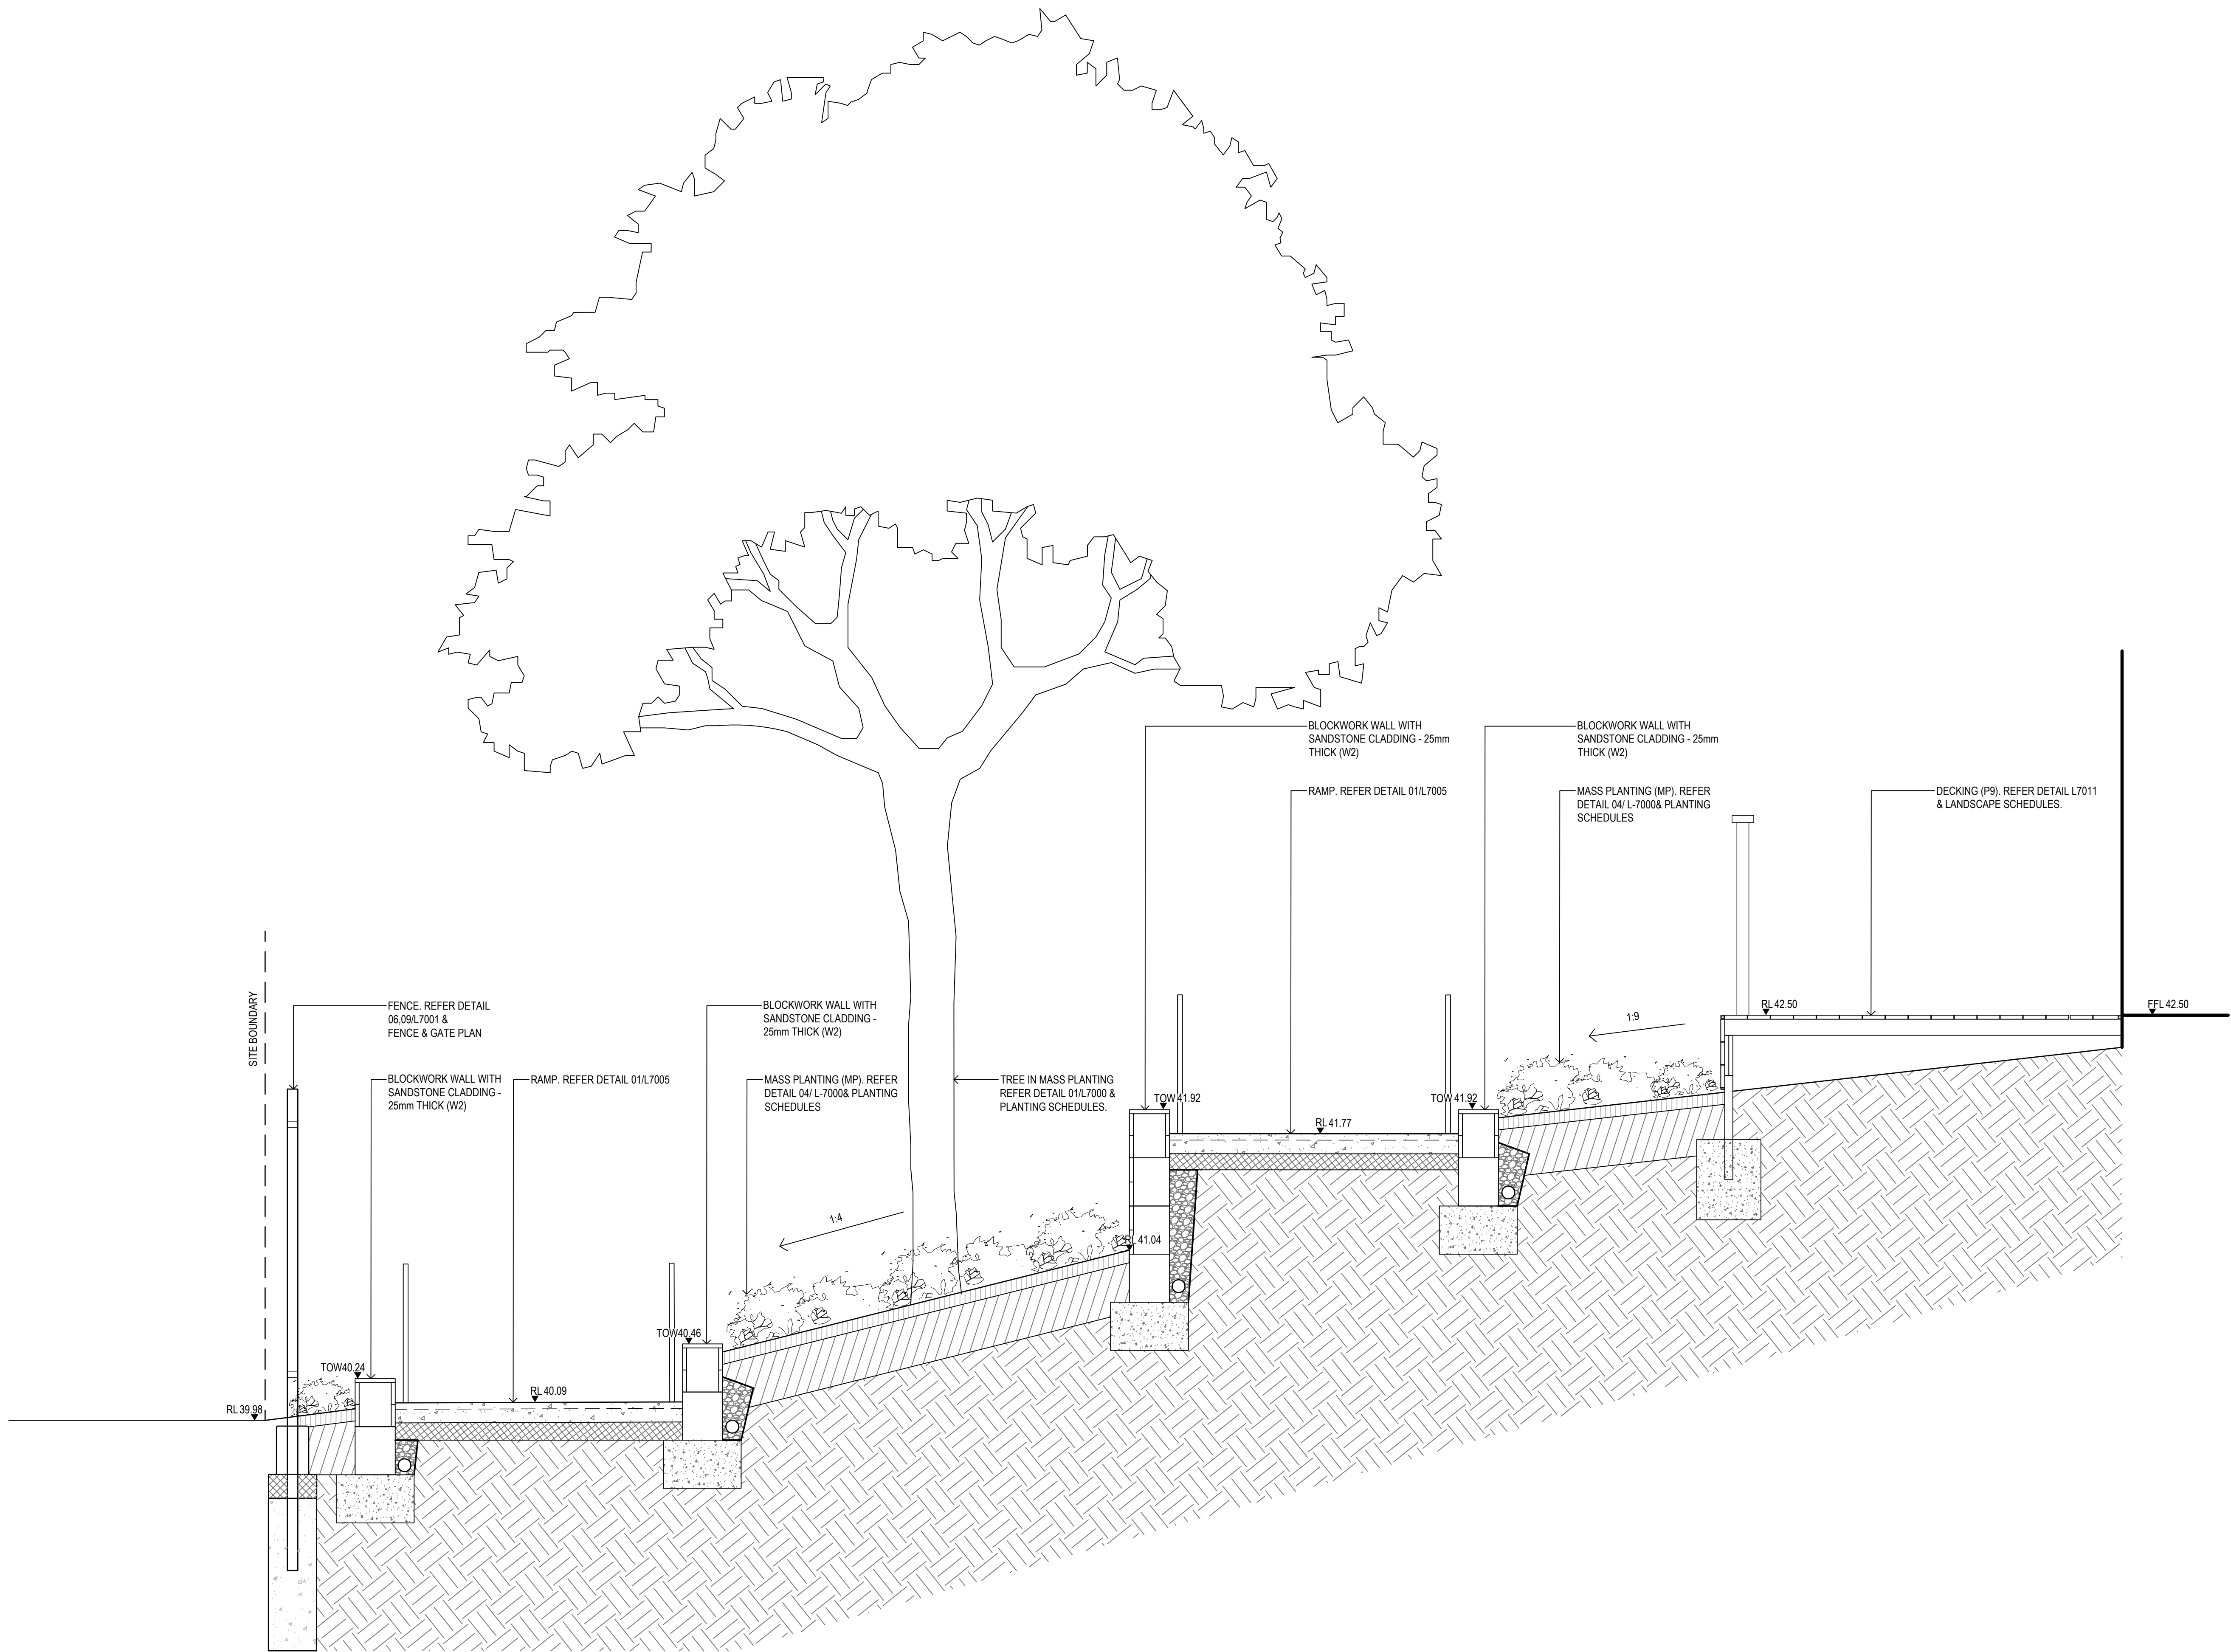 BLOCKWORK WALL WITH
SANDSTONE CLADDING - 25mm
THICK (W2)
BLOCKWORK WALL WITH
SANDSTONE CLADDING - 25mm
THICK (W2)
RAMP. REFER DETAIL 01/L7005
MASS PLANTING (MP). REFER
DETAIL 04/ L-7000& PLANTING
SCHEDULES
DECKING (P9). REFER DETAIL L7011
& LANDSCAPE SCHEDULES.
SITE BOUNDARY
FENCE. REFER DETAIL
06,09/L7001 &
FENCE & GATE PLAN
BLOCKWORK WALL WITH
SANDSTONE CLADDING -
25mm THICK (W2)
1:9
RL 42.50
FFL 42.50
BLOCKWORK WALL WITH
SANDSTONE CLADDING -
25mm THICK (W2)
RAMP. REFER DETAIL 01/L7005
MASS PLANTING (MP). REFER
DETAIL 04/ L-7000& PLANTING
SCHEDULES
TREE IN MASS PLANTING
REFER DETAIL 01/L7000 &
PLANTING SCHEDULES.
TOW 41.92
TOW 41.92
RL 41.77
1:4
RL 41.04
TOW40.46
TOW40.24
RL 40.09
RL 39.98